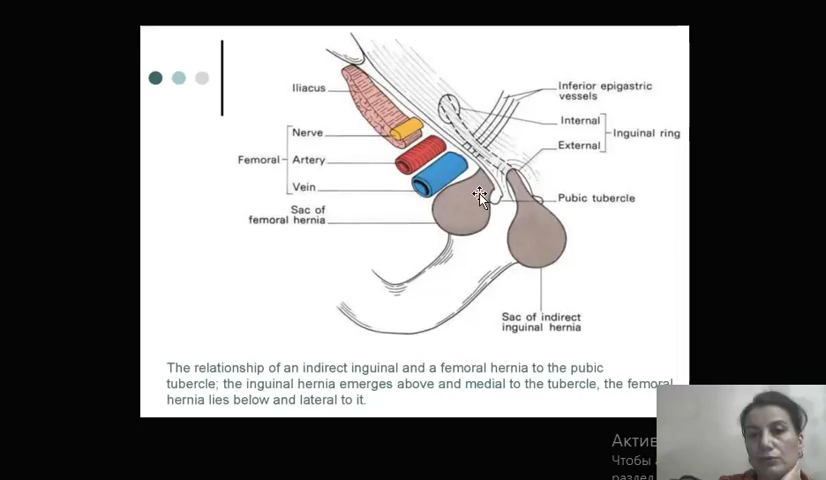 Iliacus
Nerve
Femoral
Artery
Vein
Sac of
femoral hernia
Inferior epigastric
vessels
Internal
Inguinal ring
External
Pubic tubercle
Sac of indirect
inguinal hernia
The relationship of an indirect inguinal and a femoral hernia to the pubic
tubercle; the inguinal hernia emerges above and medial to the tubercle, the femoral
hernia lies below and lateral to it.
Чтобы